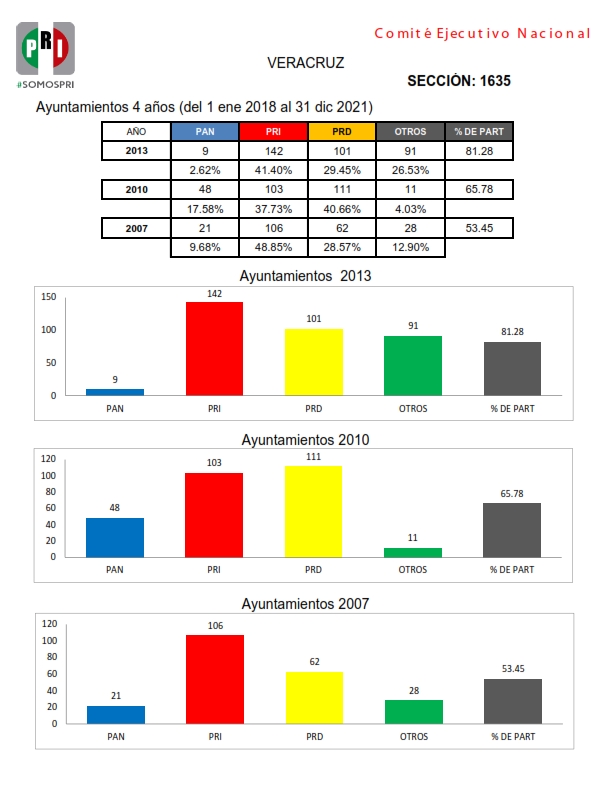 Comité Ejecutivo Nacional
PRI
#SOMOSPRI
VERACRUZ
SECCIÓN: 1635
Ayuntamientos 4 años (del 1 ene 2018 al 31 dic 2021)
AÑO PAN PRI PRD OTROS % DE PART
2013 9 142 101 91 81.28
2.62% 41.40% 29.45% 26.53%
2010 48 103 111 11 65.78
17.58% 37.73% 40.66% 4.03%
2007 21 106 62 28 53.45
9.68% 48.85% 28.57% 12.90%
Ayuntamientos 2013
150
100
50
0
9 142 101 91 81.28
PAN PRI PRD OTROS % DE PART
Ayuntamientos 2010
120
100
80
60
40
20
0
48 103 111 11 65.78
PAN PRI PRD OTROS % DE PART
Ayuntamientos 2007
120
100
80
60
40
20
0
21 106 62 28 53.45
PAN PRI PRD OTROS % DE PART